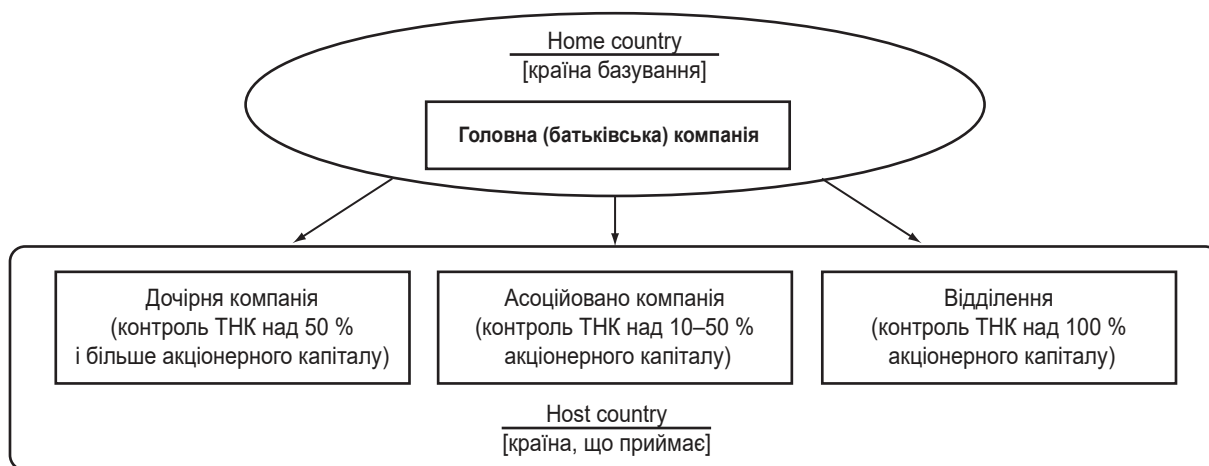 Home country
[країна базування]
Головна (батьківська) компанія
Дочірня компанія
(контроль ТНК над 50 %
і більше акціонерного капіталу)
Асоційовано компанія
(контроль ТНК над 10–50 %
акціонерного капіталу)
Відділення
(контроль ТНК над 100 %
акціонерного капіталу)
Host country
[країна, що приймає]